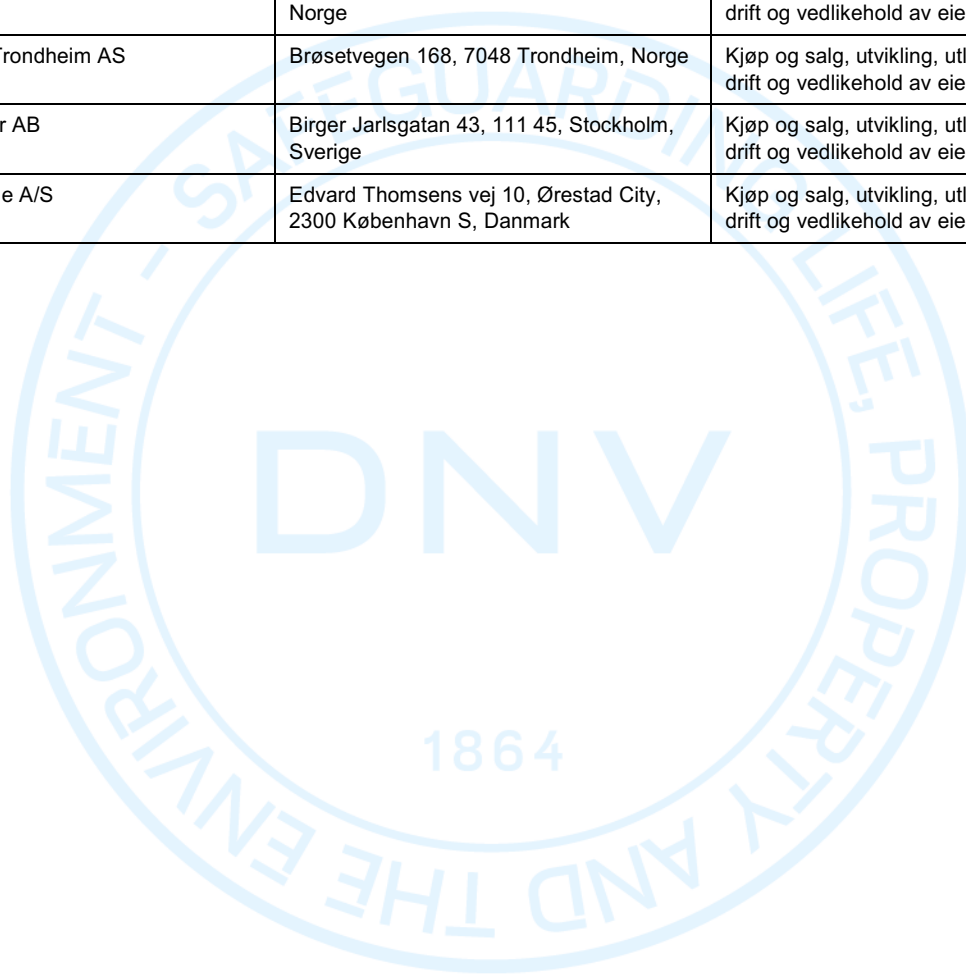 Norge
drift og vedlikehold av eie
Trondheim AS
Brøsetvegen 168, 7048 Trondheim, Norge
Kjøp og salg, utvikling, utl
drift og vedlikehold av eie
r AB
Birger Jarlsgatan 43, 111 45, Stockholm,
Sverige
Kjøp og salg, utvikling, utl
drift og vedlikehold av eie
e A/S
Edvard Thomsens vej 10, Ørestad City,
2300 København S, Danmark
Kjøp og salg, utvikling, utl
drift og vedlikehold av eie
SAFEGUARDING LIFE, PROPERTY AND THE ENVIRONMENT -
DNV
1864